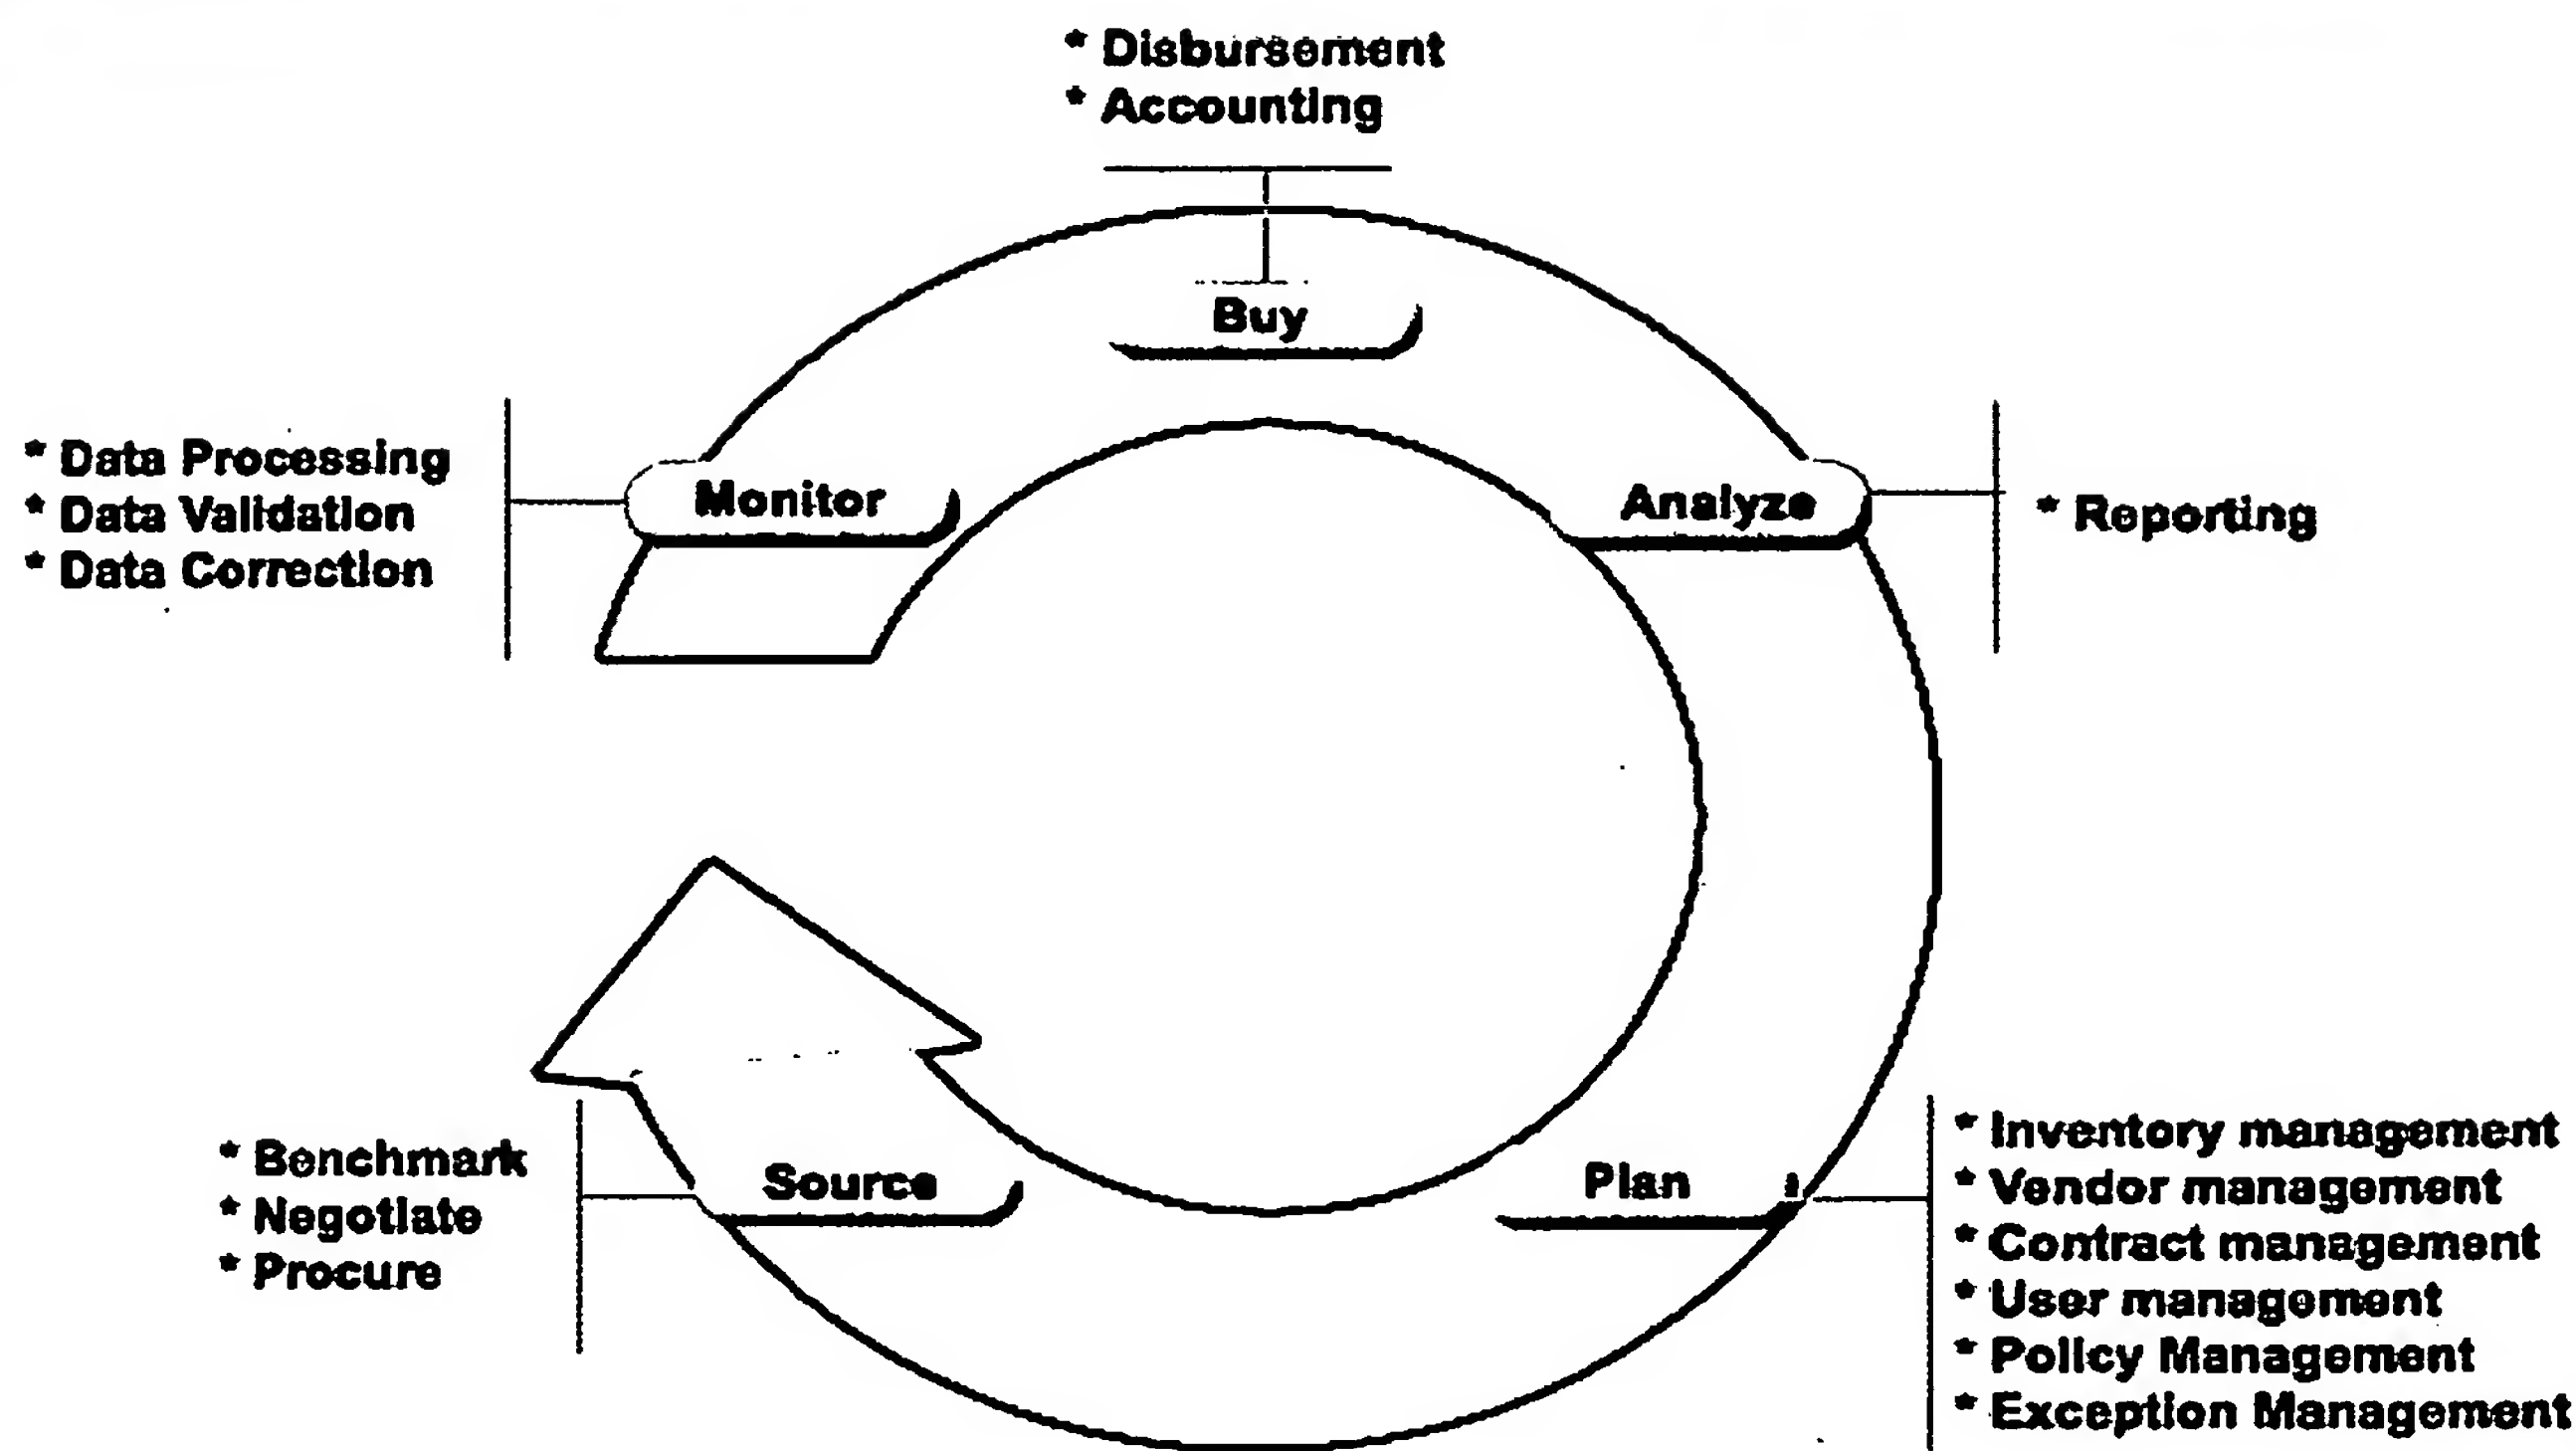 * Disbursement
* Accounting
Buy
* Data Processing
* Data Validation
* Data Correction
Monitor
Analyze
* Reporting
* Benchmark
* Negotiate
* Procure
Source
Plan
* Inventory management
* Vendor management
* Contract management
* User management
* Policy Management
* Exception Management